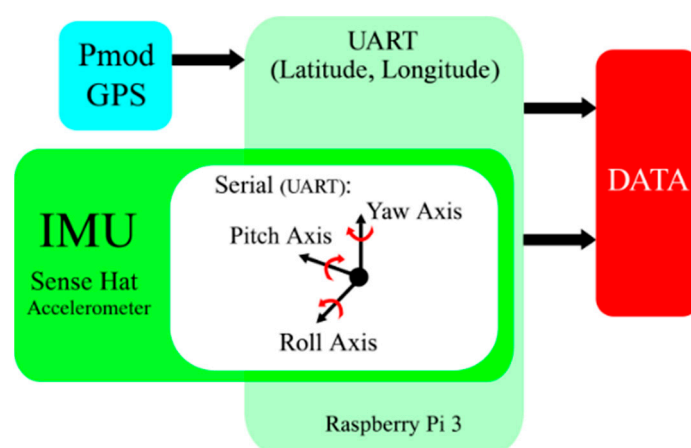 Pmod
GPS
UART
(Latitude, Longitude)
DATA
IMU
Sense Hat
Accelerometer
Serial (UART):
Yaw Axis
Pitch Axis
Roll Axis
Raspberry Pi 3